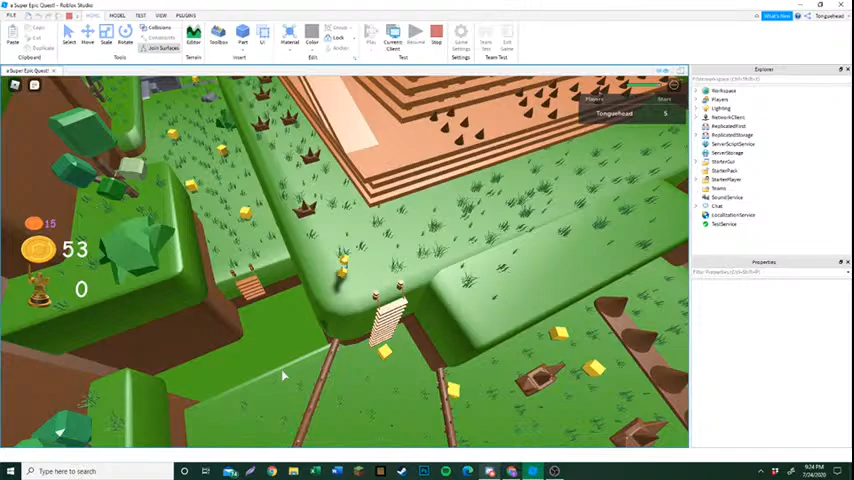 a Super Epic Quest! - Roblox Studio
FILE HOME MODEL TEST VIEW PLUGINS
What's New Tonguehead
Paste
Copy
Cut
Duplicate
Clipboard
Select Move Scale Rotate
Collisions
Constraints
Join Surfaces
Tools
Editor
Terrain
Toolbox Part UI
Insert
Material Color
Group
Lock
Anchor
Edit
Play Current: Client Resume Stop
Test
Game Settings
Settings
Team Test Exit Game
Team Test
a Super Epic Quest!
Players Stars
Tonguehead 5
15
53
0
Explorer
Workspace
Players
Lighting
NetworkClient
ReplicatedFirst
ReplicatedStorage
ServerScriptService
ServerStorage
StarterGui
StarterPack
StarterPlayer
Teams
SoundService
Chat
LocalizationService
TestService
Properties
Type here to search
9:24 PM
7/24/2020